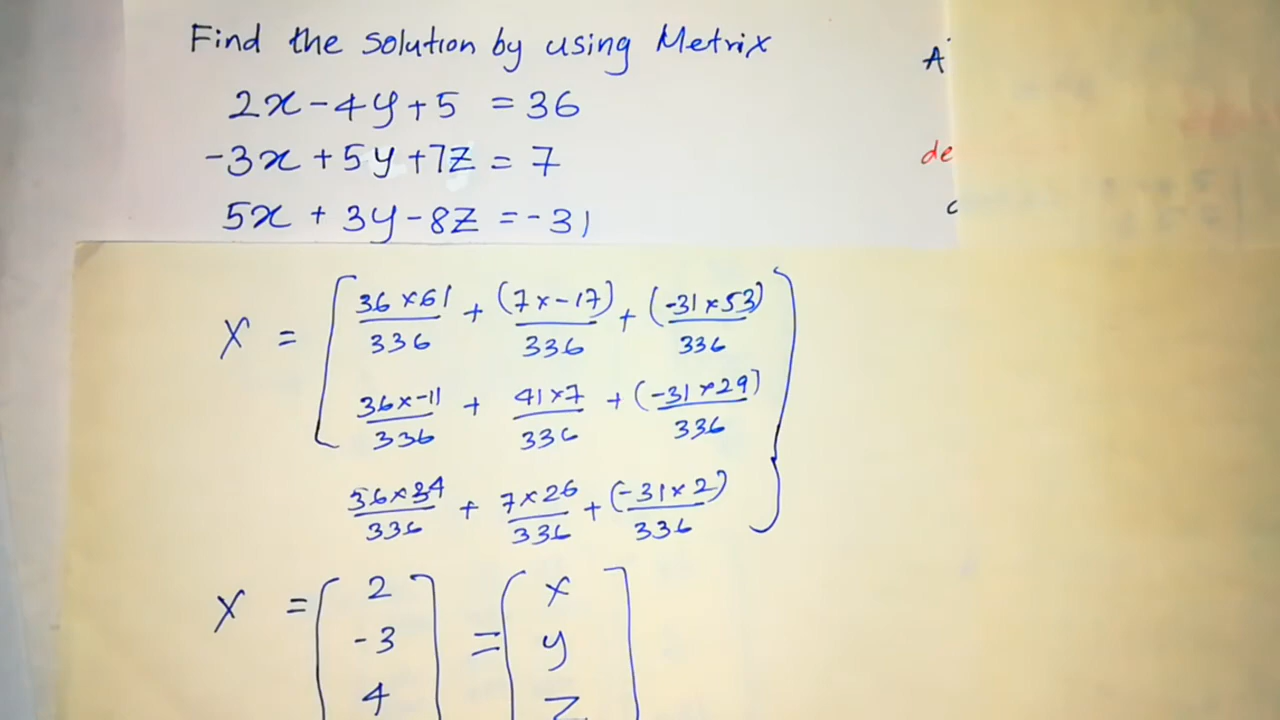 Find the solution by using Metrix
A
2x - 4y + 5 = 36
-3x + 5y + 7z = 7
de
5x + 3y - 8z = -31
c
X = [ 36 x 61 / 336 + (7 x -17) / 336 + (-31 x 53) / 336
36 x -11 / 336 + 41 x 7 / 336 + (-31 x 29) / 336
36 x 34 / 336 + 7 x 26 / 336 + (-31 x 2) / 336 ]
X = [ 2 ] = [ x ]
-3 y
4 z